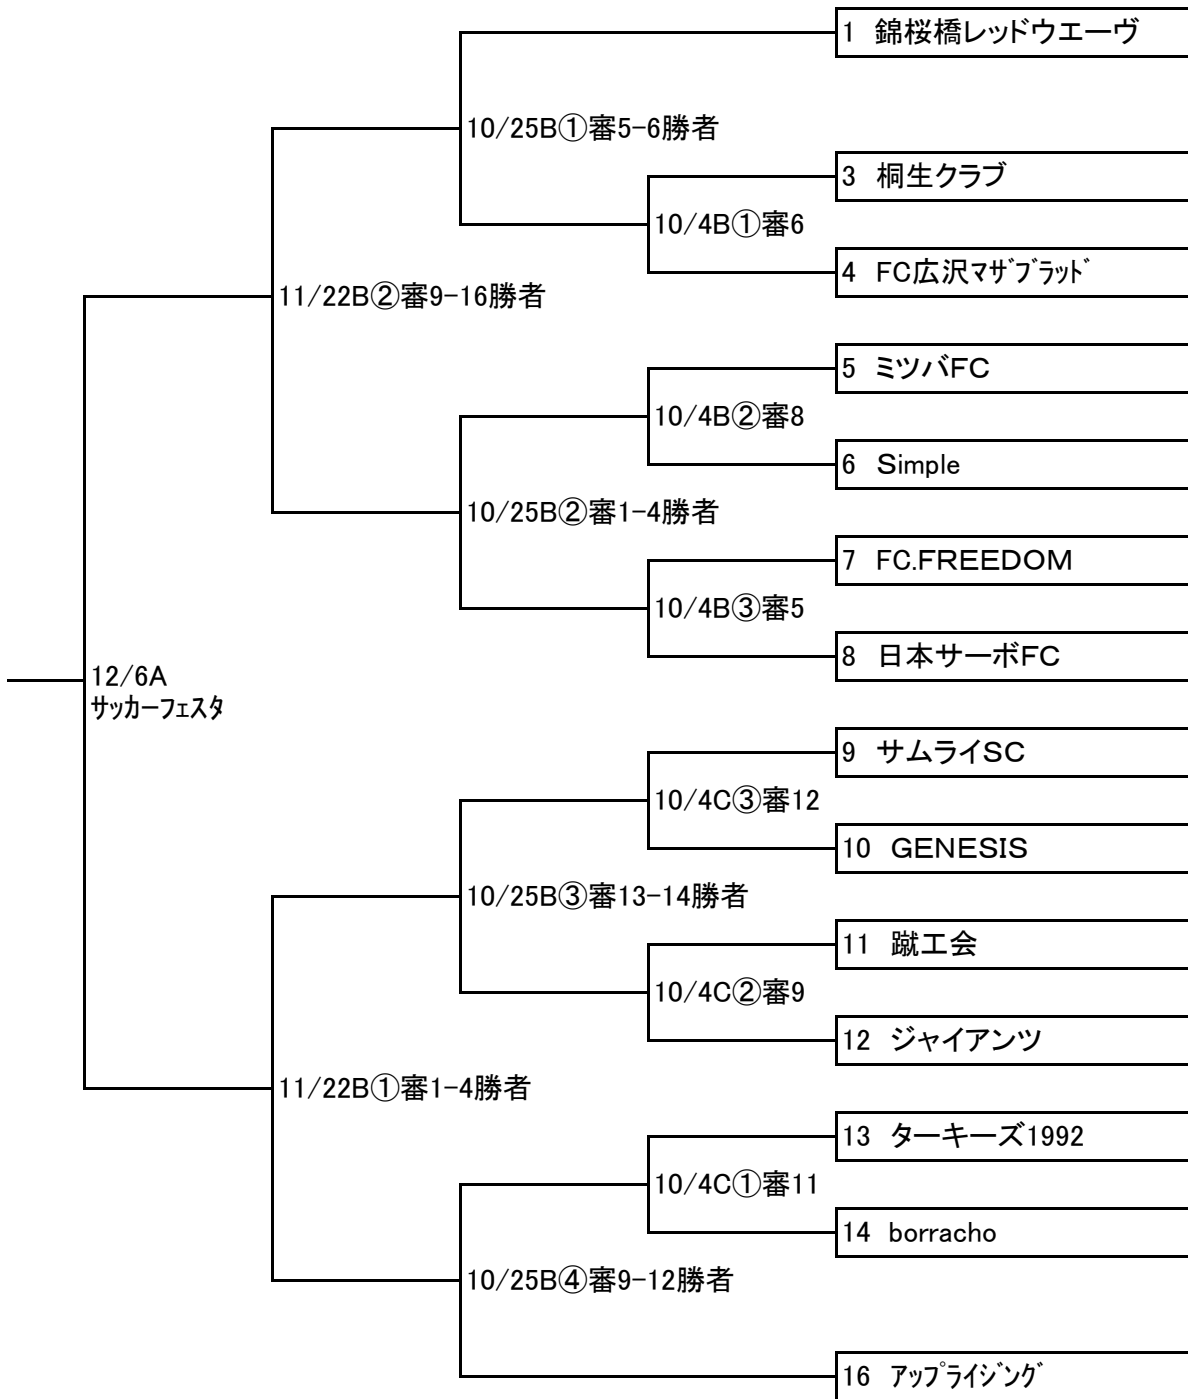 1 錦桜橋レッドウエーヴ
10/25B①審5-6勝者
3 桐生クラブ
10/4B①審6
4 FC広沢ﾏｻﾞﾌﾞﾗｯﾄﾞ
11/22B②審9-16勝者
5 ミツバFC
10/4B②審8
6 Simple
10/25B②審1-4勝者
7 FC.FREEDOM
10/4B③審5
8 日本サーボFC
12/6A
サッカーフェスタ
9 サムライSC
10/4C③審12
10 GENESIS
10/25B③審13-14勝者
11 蹴工会
10/4C②審9
12 ジャイアンツ
11/22B①審1-4勝者
13 ターキーズ1992
10/4C①審11
14 borracho
10/25B④審9-12勝者
16 ｱｯﾌﾟﾗｲｼﾞﾝｸﾞ